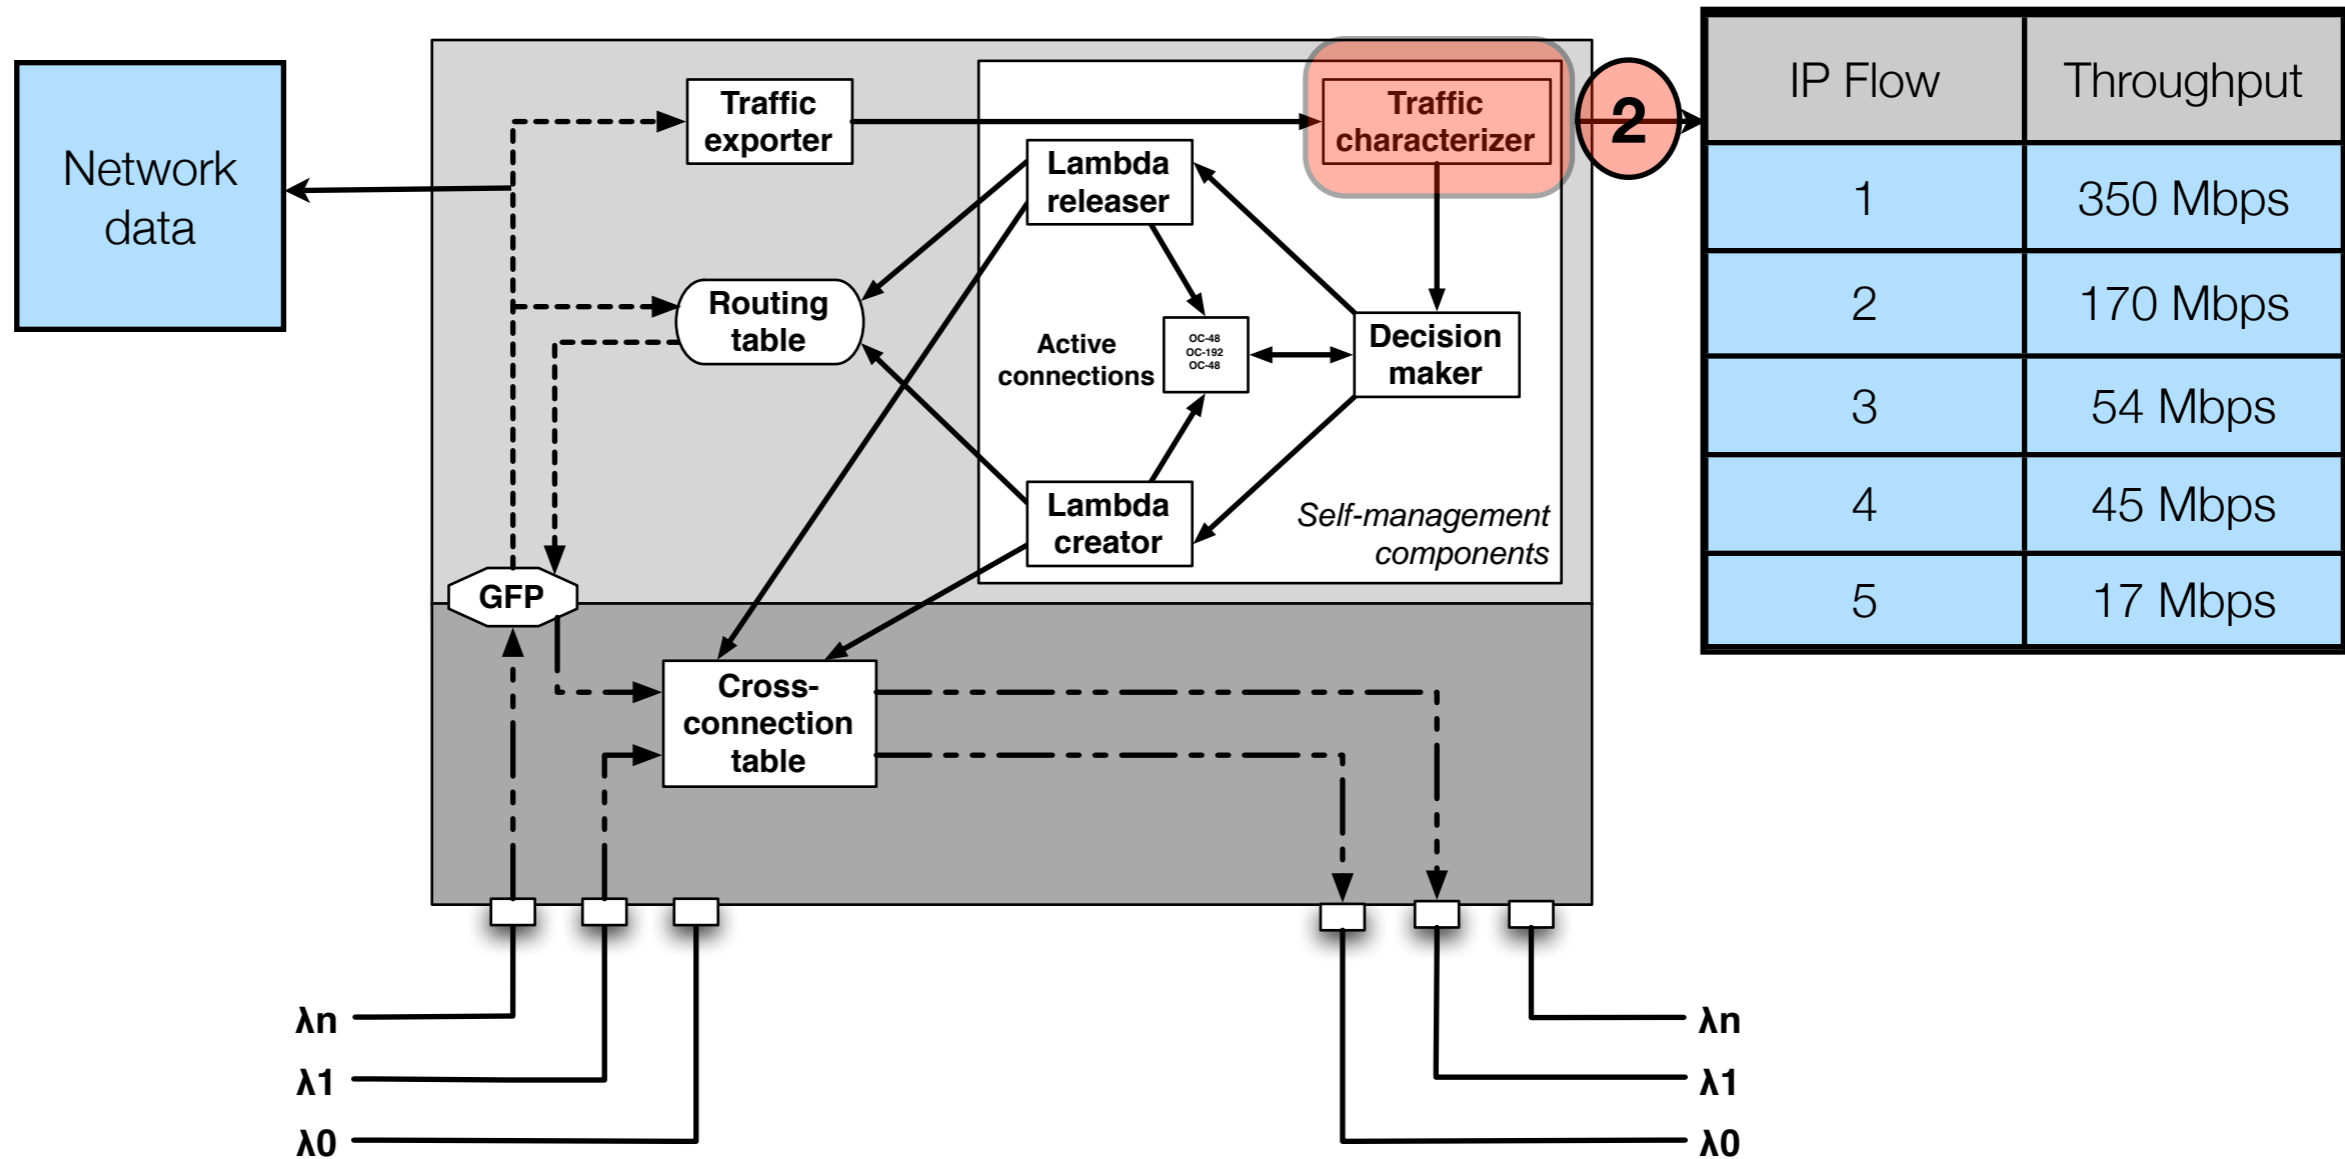 Network
data
Traffic
exporter
Traffic
characterizer
2
Lambda
releaser
Routing
table
Active
connections
OC-48
OC-192
OC-48
Decision
maker
Lambda
creator
Self-management
components
GFP
Cross-
connection
table
λn
λ1
λ0
λn
λ1
λ0
IP Flow Throughput
1 350 Mbps
2 170 Mbps
3 54 Mbps
4 45 Mbps
5 17 Mbps